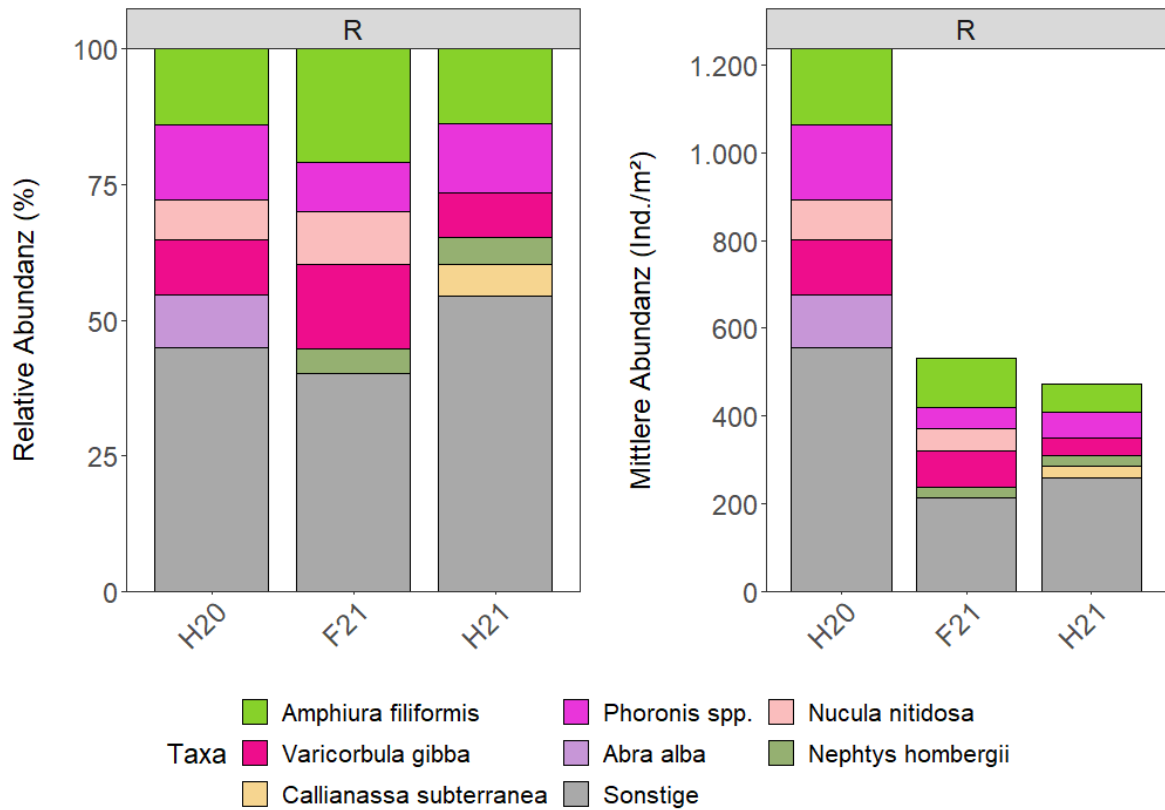 R
Relative Abundanz (%)
100
75
50
25
0
H20
F21
H21
R
Mittlere Abundanz (Ind./m²)
1.200
1.000
800
600
400
200
0
H20
F21
H21
Taxa
Amphiura filiformis
Phoronis spp.
Nucula nitidosa
Varicorbula gibba
Abra alba
Nephtys hombergii
Callianassa subterranea
Sonstige